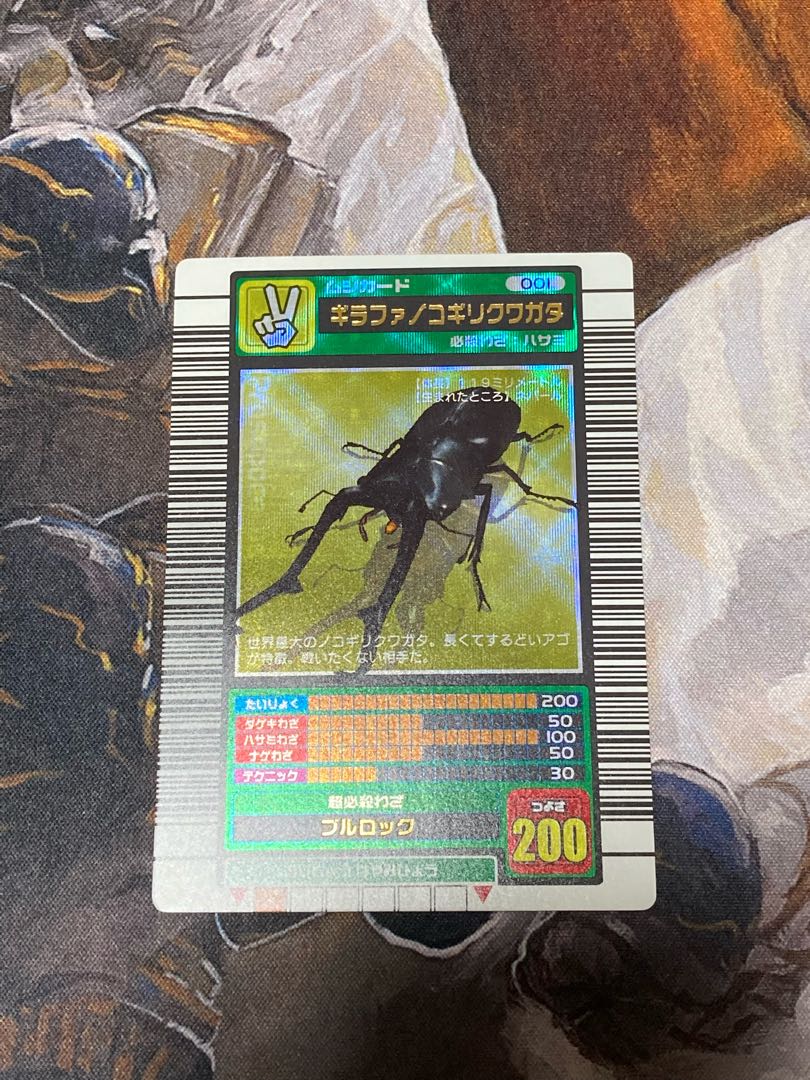 ムシカード
001
ギラファノコギリクワガタ
必殺わざ：ハサミ
【体長】119ミリメートル
【生まれたところ】ネパール
世界最大のノコギリクワガタ。長くてするどいアゴ
が特徴。戦いたくない相手だ。
たいりょく 200
ダゲキわざ 50
ハサミわざ 100
ナゲわざ 50
テクニック 30
超必殺わざ
ブルロック
つよさ
200